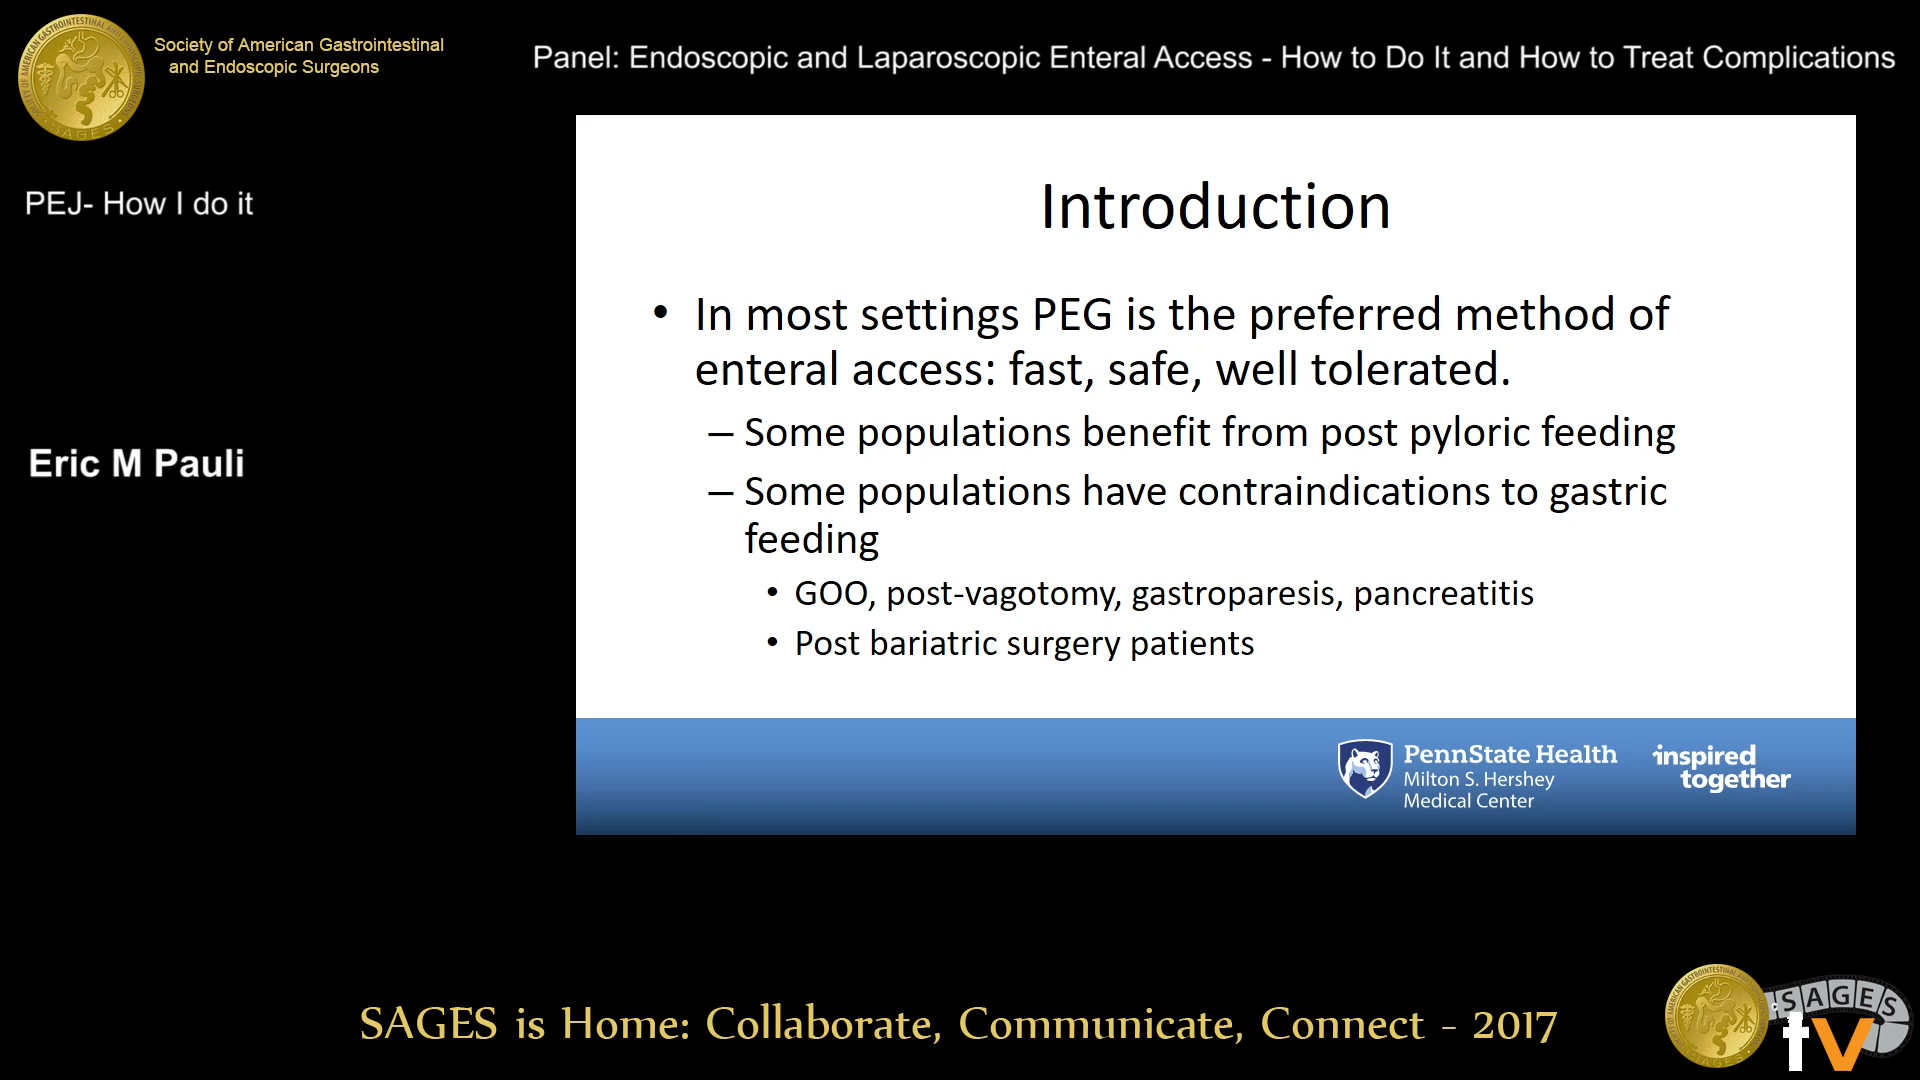 Society of American Gastrointestinal
and Endoscopic Surgeons
Panel: Endoscopic and Laparoscopic Enteral Access - How to Do It and How to Treat Complications
PEJ- How I do it
Eric M Pauli
Introduction
• In most settings PEG is the preferred method of
enteral access: fast, safe, well tolerated.
– Some populations benefit from post pyloric feeding
– Some populations have contraindications to gastric
feeding
• GOO, post-vagotomy, gastroparesis, pancreatitis
• Post bariatric surgery patients
PennState Health
Milton S. Hershey
Medical Center
inspired
together
SAGES is Home: Collaborate, Communicate, Connect - 2017
SAGES
tv